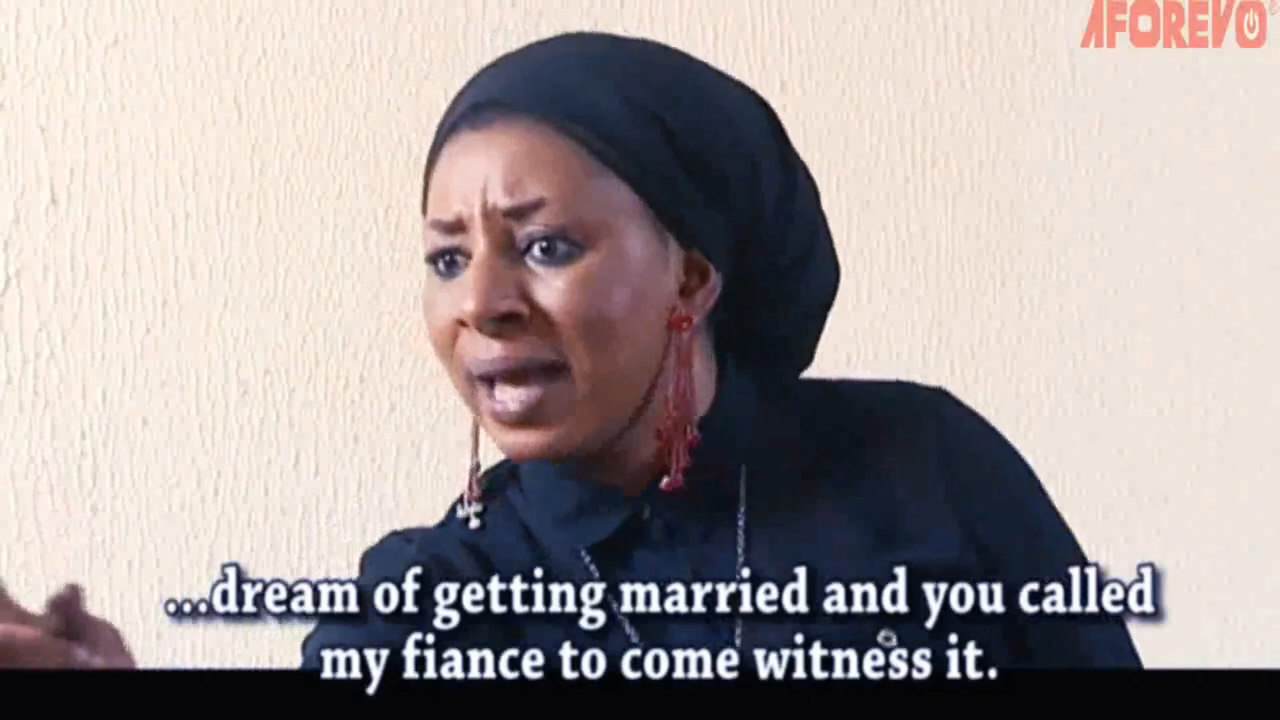 AFOREVO
...dream of getting married and you called
my fiance to come witness it.